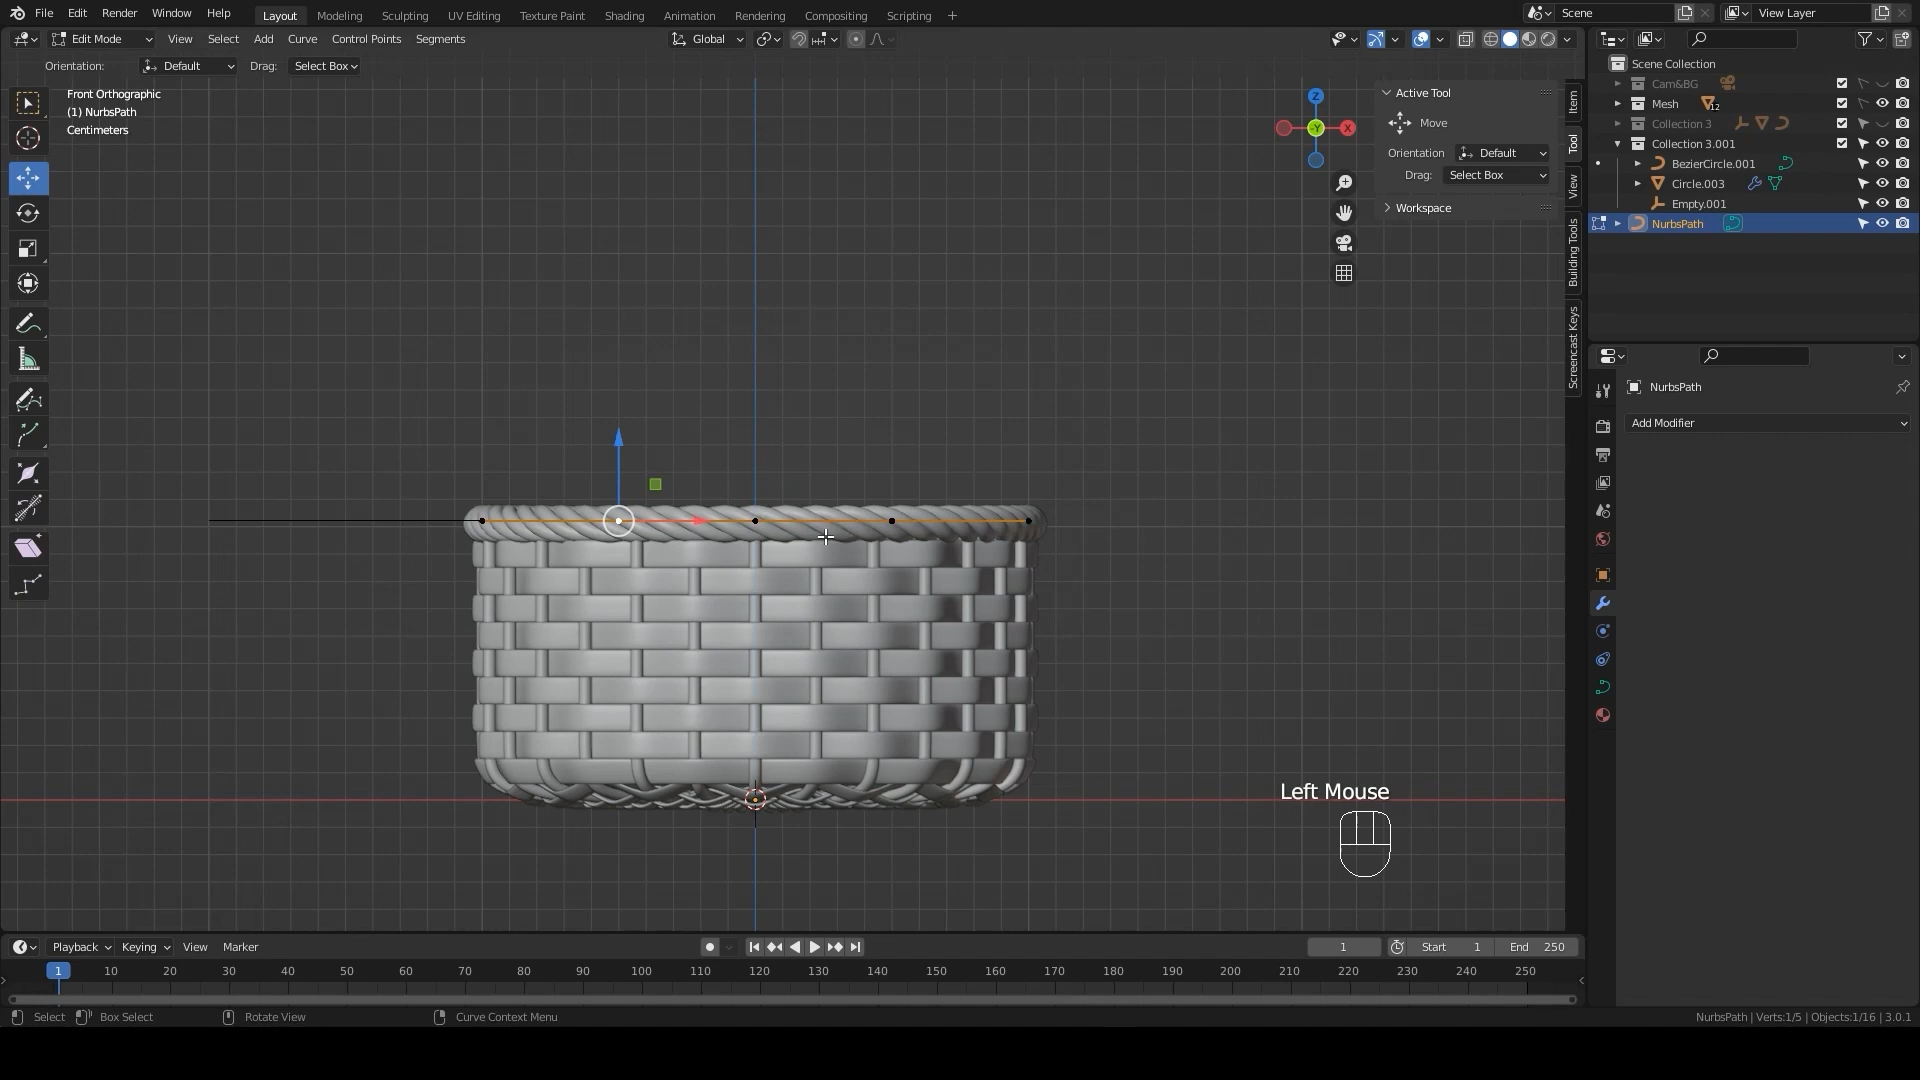 File Edit Render Window Help Layout Modeling Sculpting UV Editing Texture Paint Shading Animation Rendering Compositing Scripting + Scene View Layer
Edit Mode View Select Add Curve Control Points Segments Global
Orientation: Default Drag: Select Box
Front Orthographic
(1) NurbsPath
Centimeters
Z
-Y
X
Active Tool
Move
Orientation Default
Drag: Select Box
Workspace
Item
Tool
View
Building Tools
Screencast Keys
Scene Collection
Cam&BG
Mesh 12
Collection 3
Collection 3.001
BezierCircle.001
Circle.003
Empty.001
NurbsPath
NurbsPath
Add Modifier
Left Mouse
Playback Keying View Marker 1 Start 1 End 250
1 10 20 30 40 50 60 70 80 90 100 110 120 130 140 150 160 170 180 190 200 210 220 230 240 250
Select Box Select Rotate View Curve Context Menu NurbsPath | Verts:1/5 | Objects:1/16 | 3.0.1